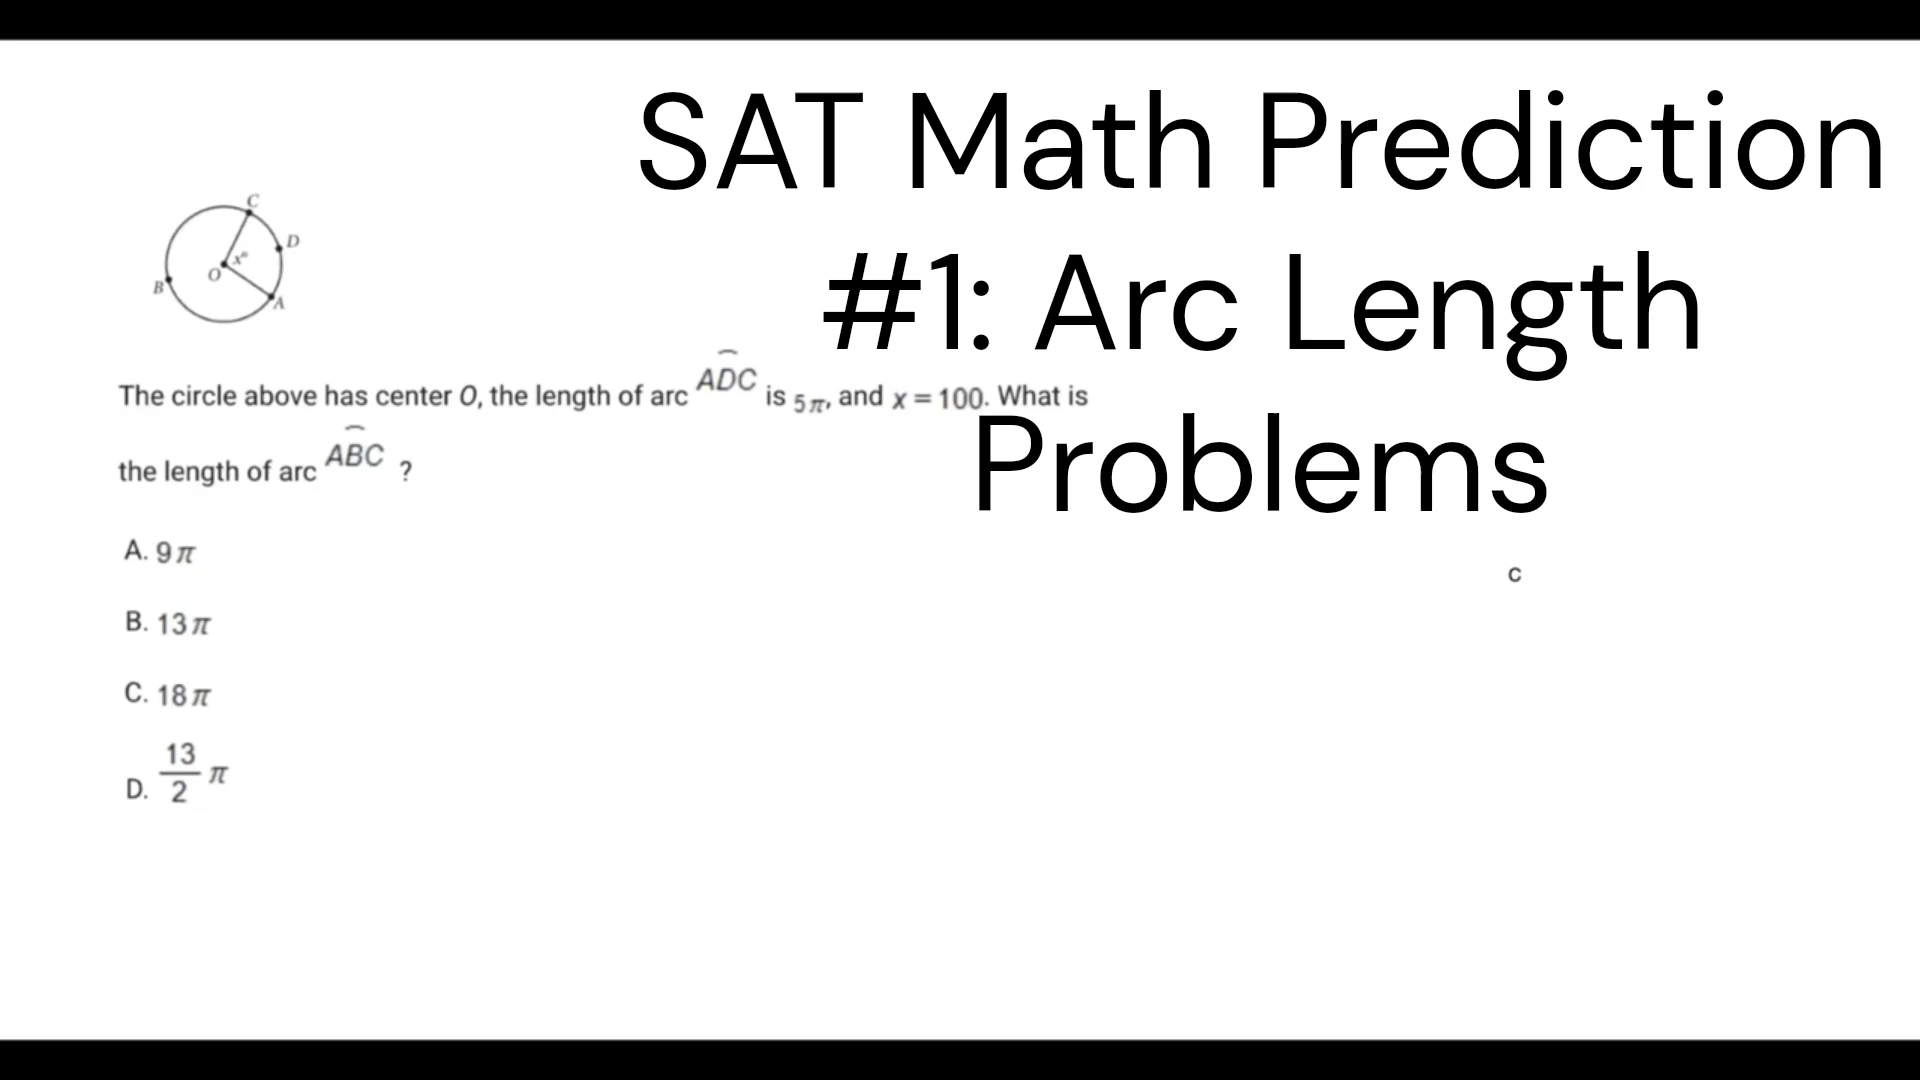 SAT Math Prediction
#1: Arc Length
Problems
C
D
x°
O
B
A
The circle above has center O, the length of arc ADC is 5π, and x = 100. What is
the length of arc ABC ?
c
A. 9π
B. 13π
C. 18π
D. 13/2 π